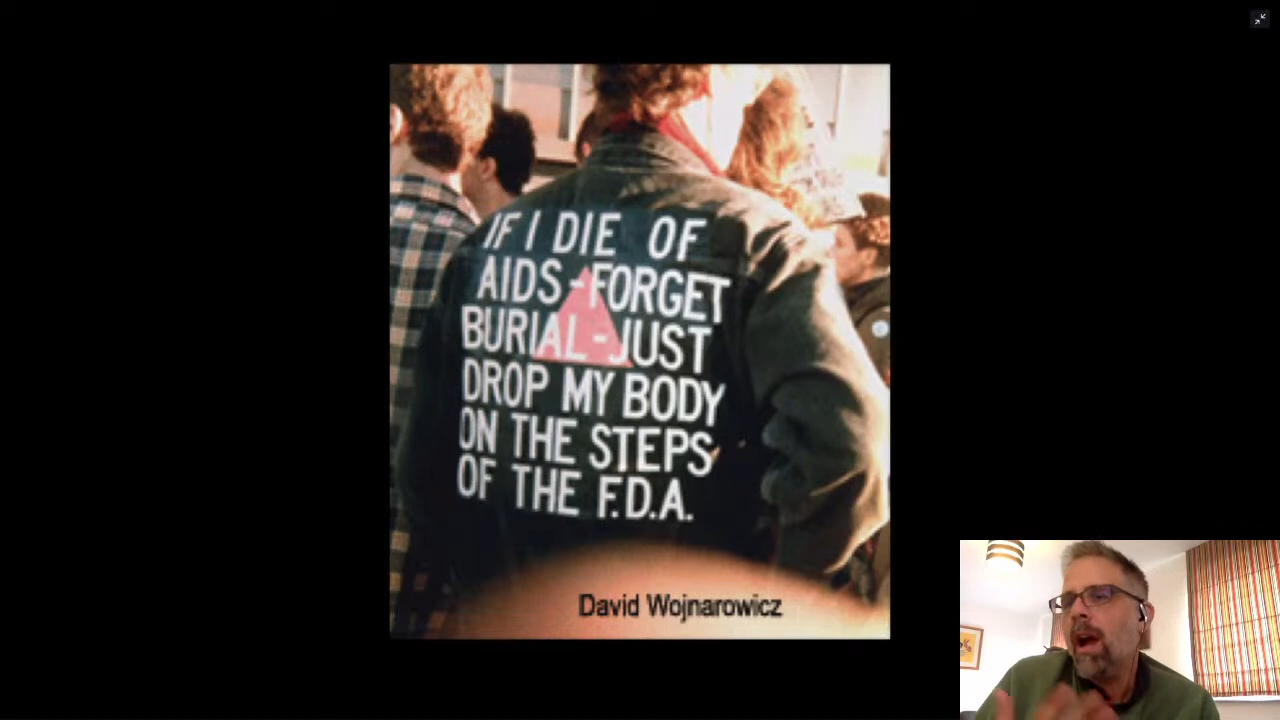 IF I DIE OF
AIDS-FORGET
BURIAL-JUST
DROP MY BODY
ON THE STEPS
OF THE F.D.A.
David Wojnarowicz